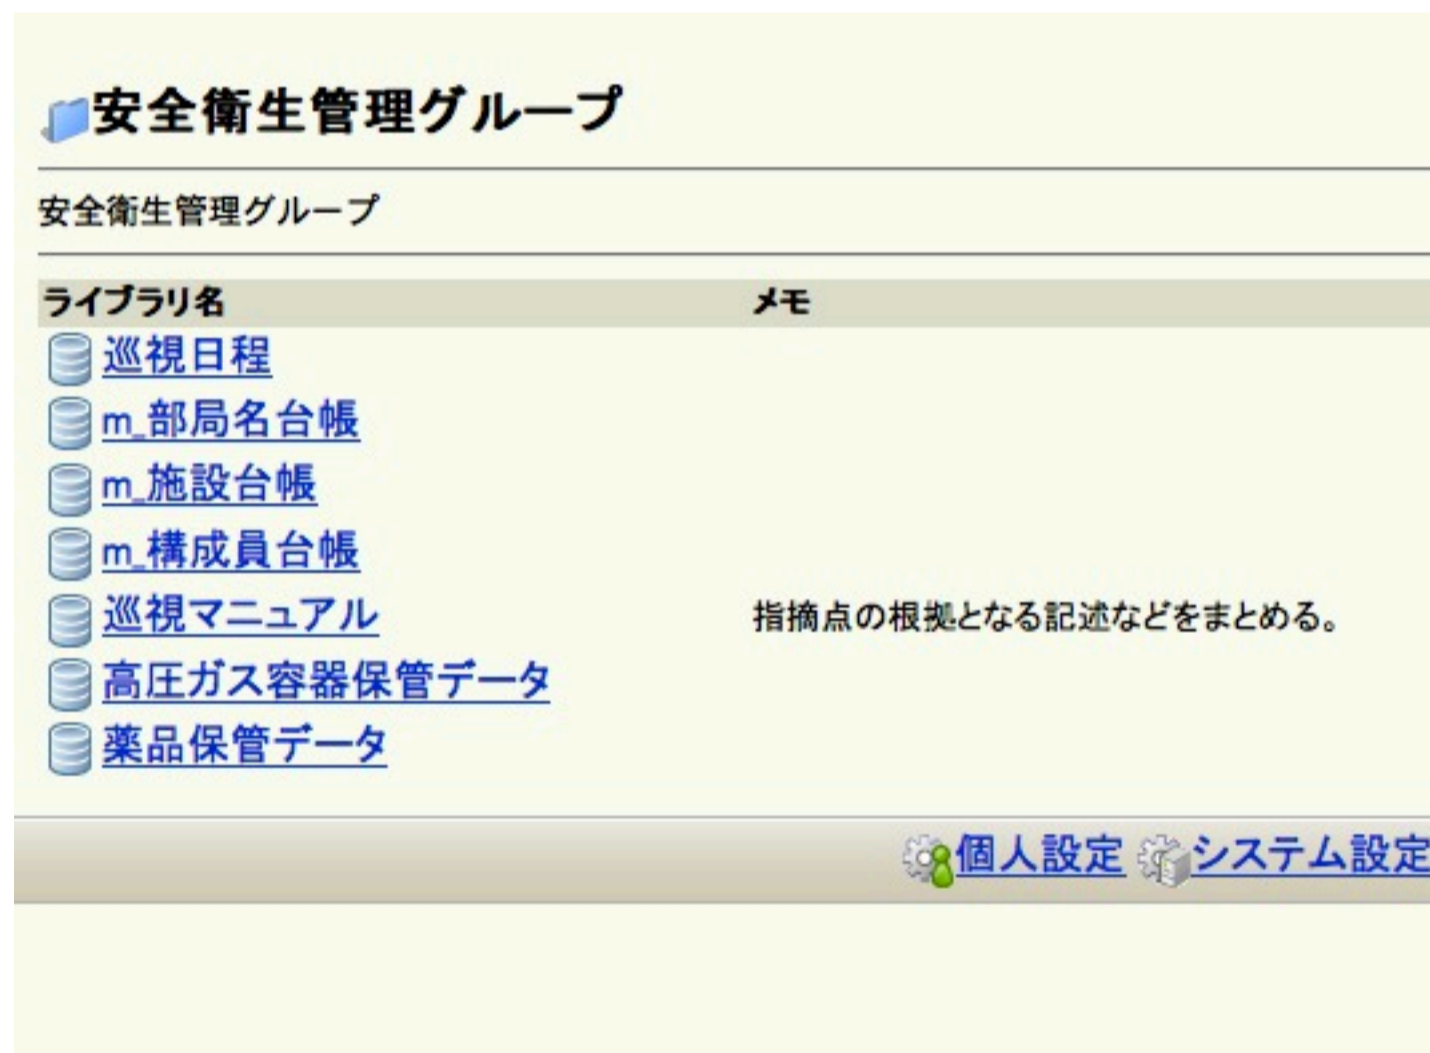 安全衛生管理グループ
安全衛生管理グループ
ライブラリ名 メモ
巡視日程
m_部局名台帳
m_施設台帳
m_構成員台帳
巡視マニュアル 指摘点の根拠となる記述などをまとめる。
高圧ガス容器保管データ
薬品保管データ
個人設定 システム設定